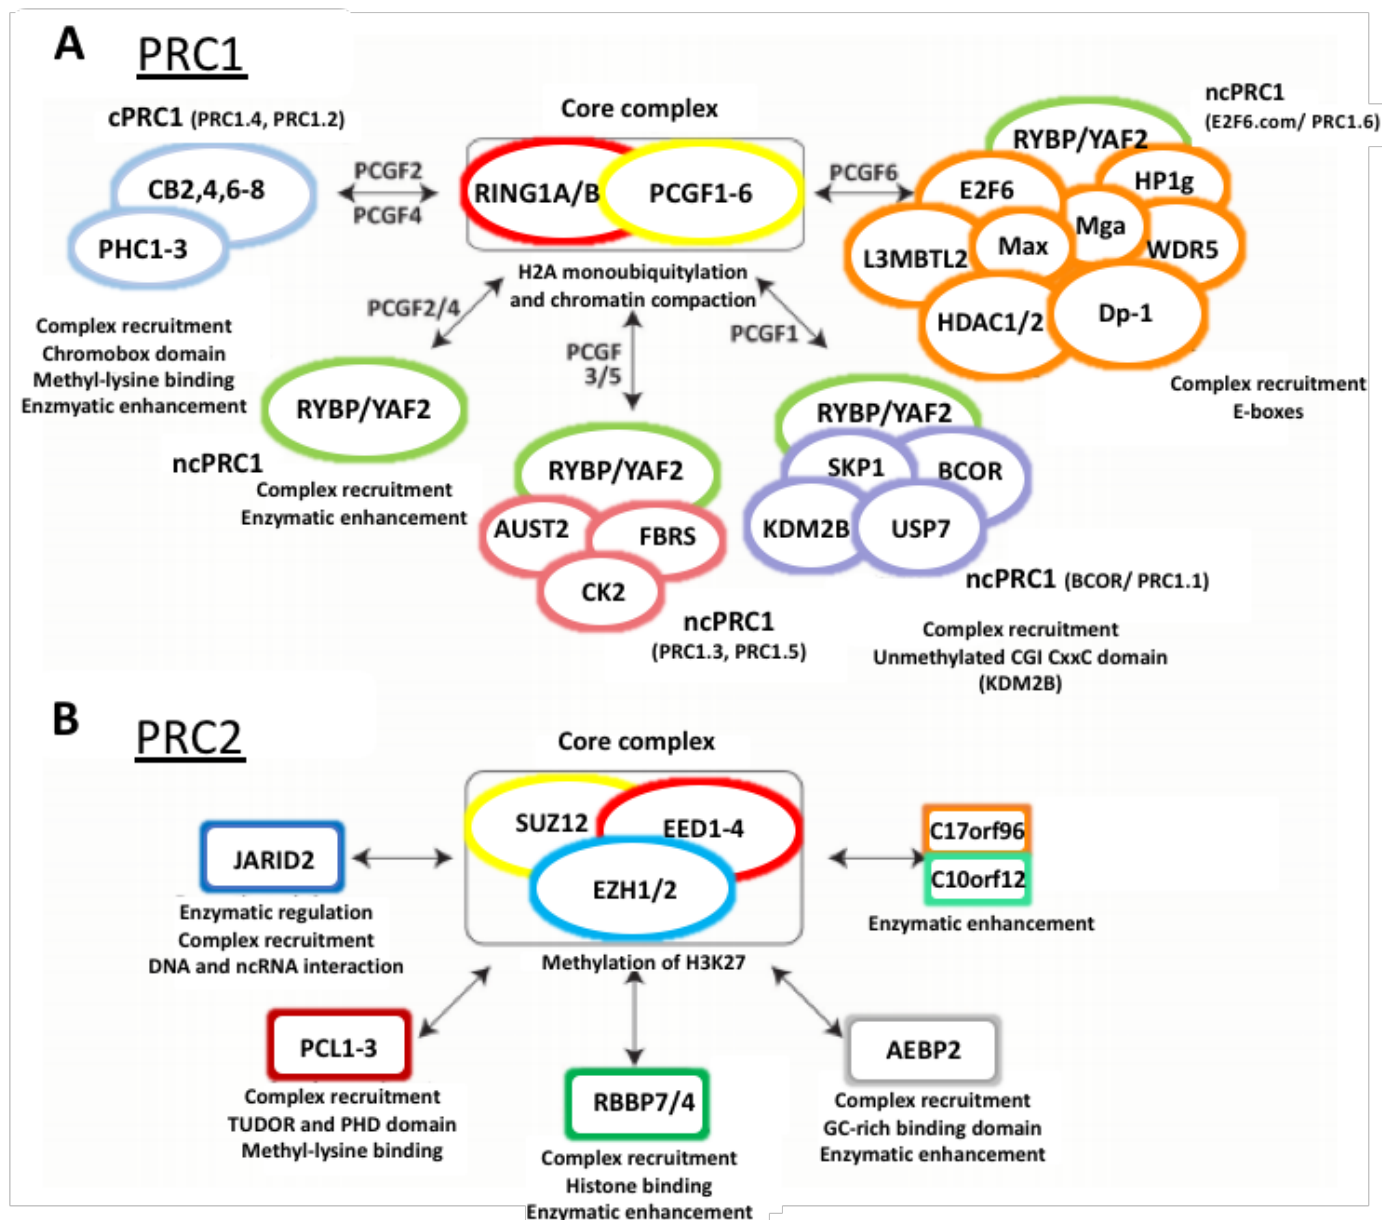 A
PRC1
cPRC1 (PRC1.4, PRC1.2)
CB2,4,6-8
PHC1-3
Complex recruitment
Chromobox domain
Methyl-lysine binding
Enzmyatic enhancement
PCGF2
PCGF4
Core complex
RING1A/B
PCGF1-6
H2A monoubiquitylation
and chromatin compaction
PCGF6
ncPRC1
(E2F6.com/ PRC1.6)
RYBP/YAF2
E2F6
HP1g
Mga
Max
L3MBTL2
WDR5
HDAC1/2
Dp-1
Complex recruitment
E-boxes
PCGF2/4
RYBP/YAF2
ncPRC1
Complex recruitment
Enzymatic enhancement
PCGF
3/5
RYBP/YAF2
AUST2
FBRS
CK2
ncPRC1
(PRC1.3, PRC1.5)
PCGF1
RYBP/YAF2
SKP1
BCOR
KDM2B
USP7
ncPRC1 (BCOR/ PRC1.1)
Complex recruitment
Unmethylated CGI CxxC domain
(KDM2B)
B
PRC2
Core complex
SUZ12
EED1-4
EZH1/2
Methylation of H3K27
JARID2
Enzymatic regulation
Complex recruitment
DNA and ncRNA interaction
C17orf96
C10orf12
Enzymatic enhancement
PCL1-3
Complex recruitment
TUDOR and PHD domain
Methyl-lysine binding
RBBP7/4
Complex recruitment
Histone binding
Enzymatic enhancement
AEBP2
Complex recruitment
GC-rich binding domain
Enzymatic enhancement